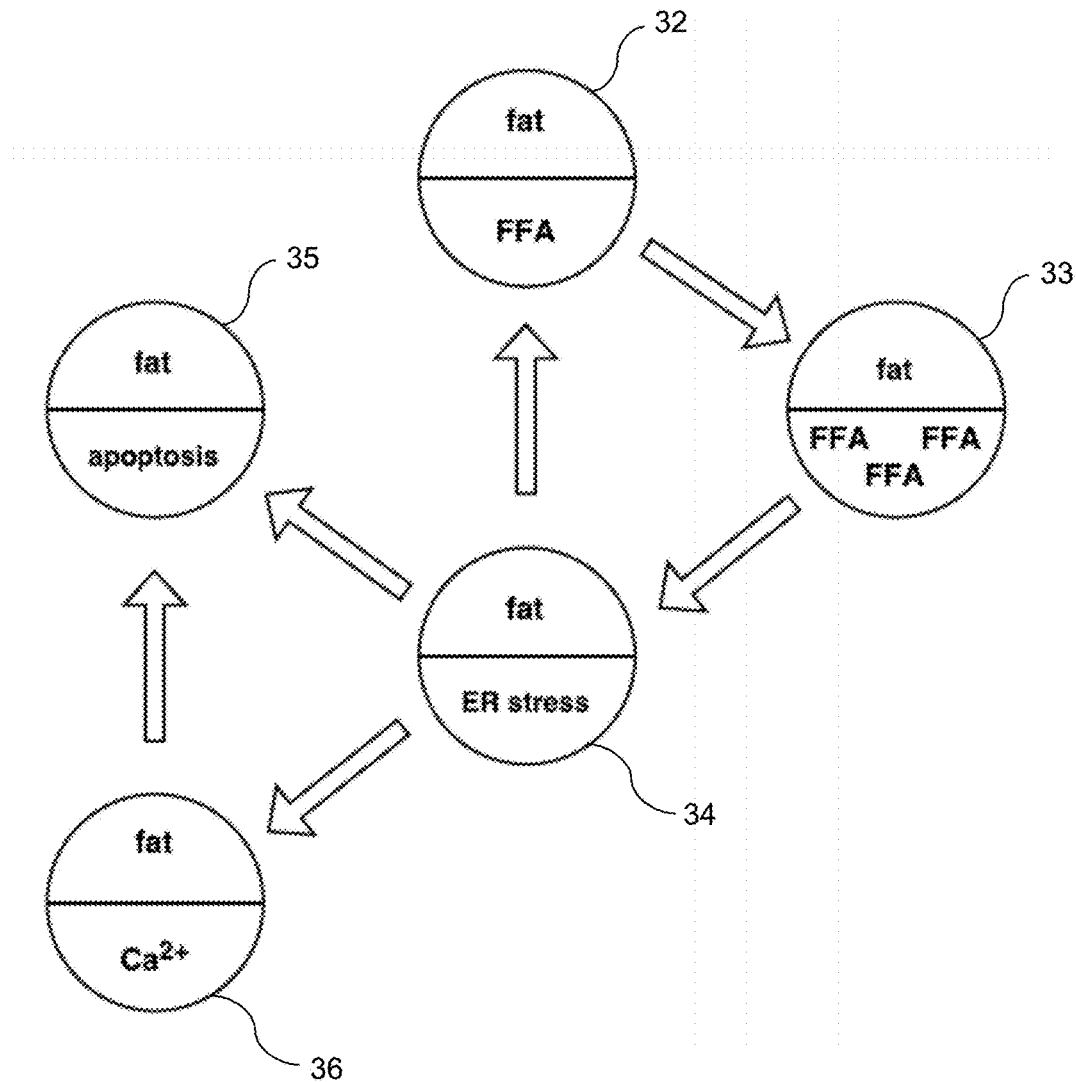 32
fat
FFA
35
fat
apoptosis
33
fat
FFA FFA
FFA
fat
ER stress
34
fat
Ca²⁺
36